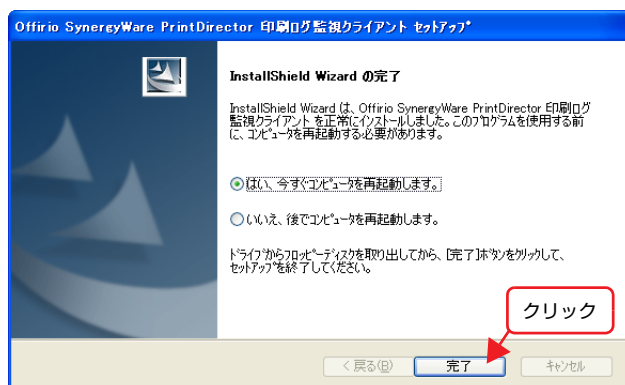 Offirio SynergyWare PrintDirector 印刷ログ監視クライアント セットアップ
InstallShield Wizard の完了
InstallShield Wizard は、Offirio SynergyWare PrintDirector 印刷ログ
監視クライアント を正常にインストールしました。このプログラムを使用する前
に、コンピュータを再起動する必要があります。
はい、今すぐコンピュータを再起動します。
いいえ、後でコンピュータを再起動します。
ドライブからフロッピーディスクを取り出してから、[完了]ボタンをクリックして、
セットアップを終了してください。
クリック
< 戻る(B)
完了
キャンセル